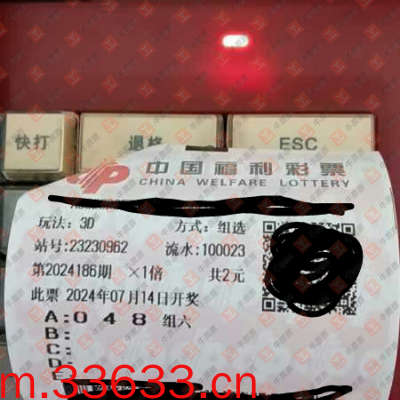 快打 退格 ESC
中国福利彩票
CHINA WELFARE LOTTERY
玩法:3D 方式:组选
站号:23230962 流水:100023
第2024186期 ×1倍 共2元
此票 2024年07月14日开奖
A:0 4 8 组六
B:
C:
D:
E:
m.33633.cn